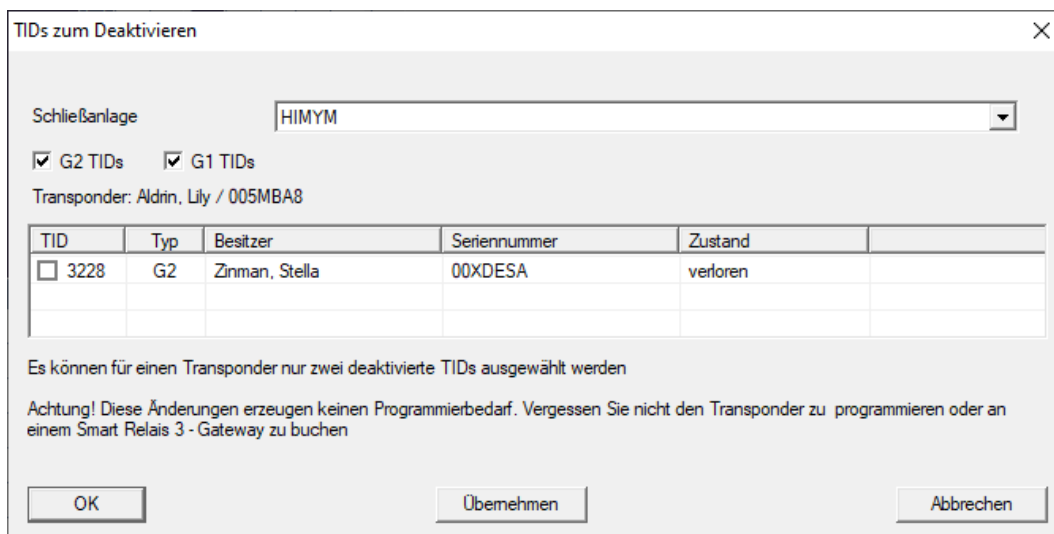 TIDs zum Deaktivieren
Schließanlage HIMYM
G2 TIDs G1 TIDs
Transponder: Aldrin, Lily / 005MBA8
TID Typ Besitzer Seriennummer Zustand
3228 G2 Zinman, Stella 00XDESA verloren
Es können für einen Transponder nur zwei deaktivierte TIDs ausgewählt werden
Achtung! Diese Änderungen erzeugen keinen Programmierbedarf. Vergessen Sie nicht den Transponder zu programmieren oder an
einem Smart Relais 3 - Gateway zu buchen
OK Übernehmen Abbrechen